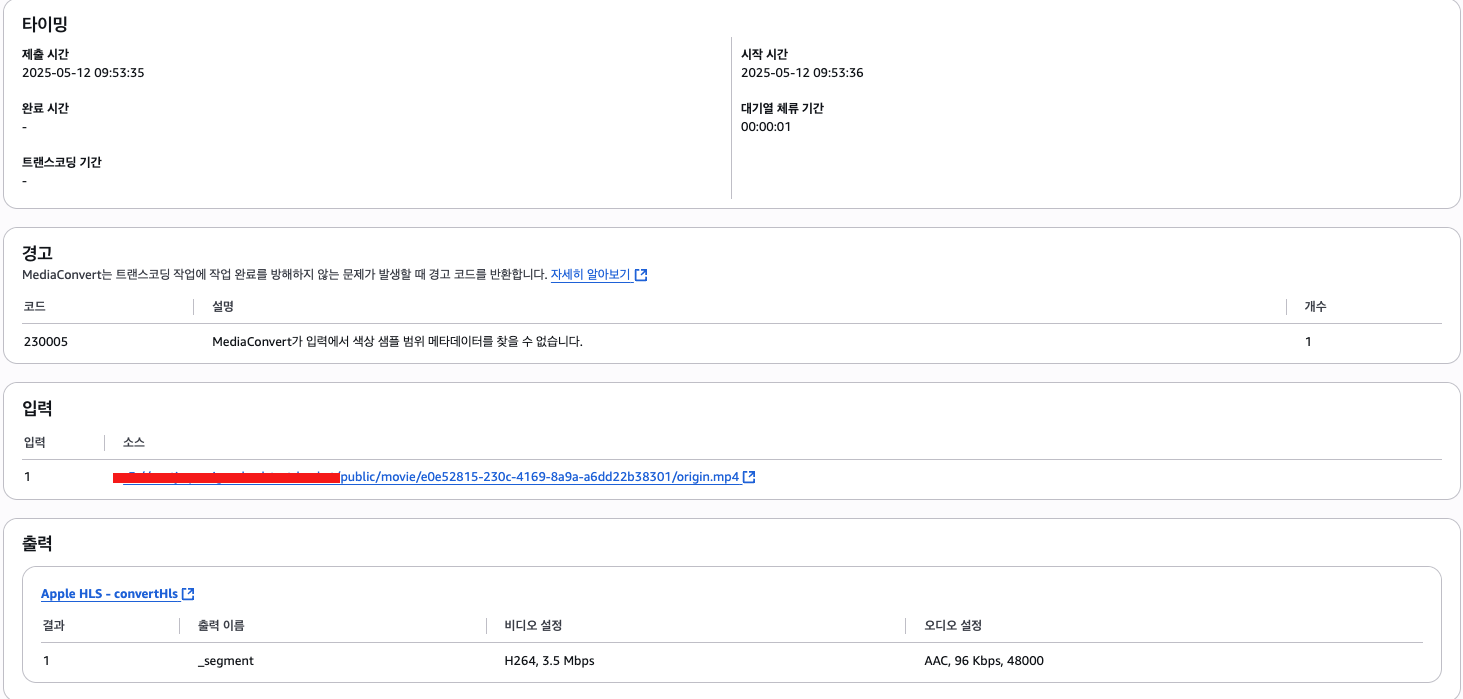 타이밍
제출 시간
2025-05-12 09:53:35
시작 시간
2025-05-12 09:53:36
완료 시간
-
대기열 체류 기간
00:00:01
트랜스코딩 기간
-
경고
MediaConvert는 트랜스코딩 작업에 작업 완료를 방해하지 않는 문제가 발생할 때 경고 코드를 반환합니다. 자세히 알아보기
코드 설명 개수
230005 MediaConvert가 입력에서 색상 샘플 범위 메타데이터를 찾을 수 없습니다. 1
입력
입력 소스
1 /public/movie/e0e52815-230c-4169-8a9a-a6dd22b38301/origin.mp4
출력
Apple HLS - convertHls
결과 출력 이름 비디오 설정 오디오 설정
1 _segment H264, 3.5 Mbps AAC, 96 Kbps, 48000